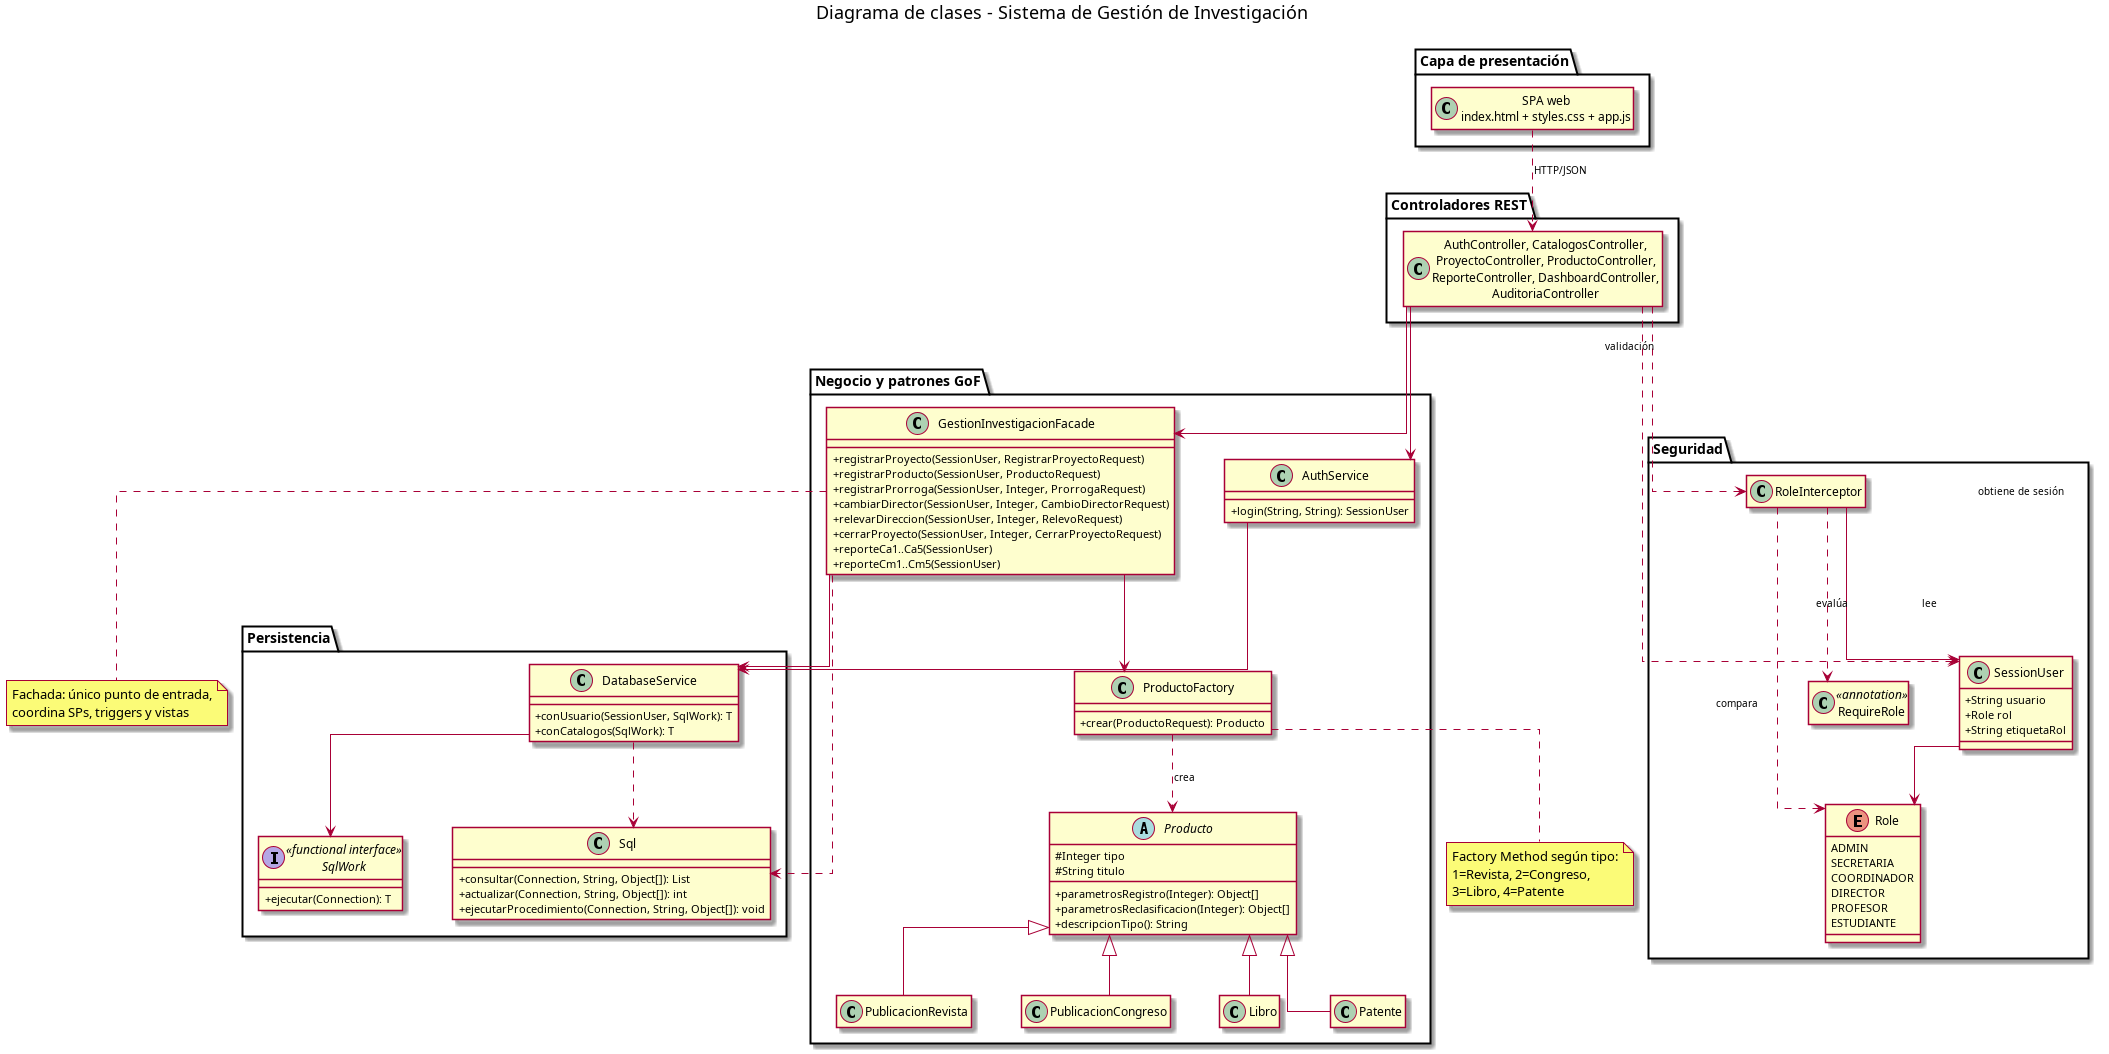 Diagrama de clases - Sistema de Gestión de Investigación
Capa de presentación
C
SPA web
index.html + styles.css + app.js
HTTP/JSON
Controladores REST
C
AuthController, CatalogosController,
ProyectoController, ProductoController,
ReporteController, DashboardController,
AuditoriaController
validación
Negocio y patrones GoF
C GestionInvestigacionFacade
+registrarProyecto(SessionUser, RegistrarProyectoRequest)
+registrarProducto(SessionUser, ProductoRequest)
+registrarProrroga(SessionUser, Integer, ProrrogaRequest)
+cambiarDirector(SessionUser, Integer, CambioDirectorRequest)
+relevarDireccion(SessionUser, Integer, RelevoRequest)
+cerrarProyecto(SessionUser, Integer, CerrarProyectoRequest)
+reporteCa1..Ca5(SessionUser)
+reporteCm1..Cm5(SessionUser)
C AuthService
+login(String, String): SessionUser
Seguridad
C RoleInterceptor
obtiene de sesión
evalúa
lee
compara
C «annotation»
RequireRole
C SessionUser
+String usuario
+Role rol
+String etiquetaRol
E Role
ADMIN
SECRETARIA
COORDINADOR
DIRECTOR
PROFESOR
ESTUDIANTE
Fachada: único punto de entrada,
coordina SPs, triggers y vistas
Persistencia
C DatabaseService
+conUsuario(SessionUser, SqlWork): T
+conCatalogos(SqlWork): T
I «functional interface»
SqlWork
+ejecutar(Connection): T
C Sql
+consultar(Connection, String, Object[]): List
+actualizar(Connection, String, Object[]): int
+ejecutarProcedimiento(Connection, String, Object[]): void
C ProductoFactory
+crear(ProductoRequest): Producto
crea
A Producto
#Integer tipo
#String titulo
+parametrosRegistro(Integer): Object[]
+parametrosReclasificacion(Integer): Object[]
+descripcionTipo(): String
Factory Method según tipo:
1=Revista, 2=Congreso,
3=Libro, 4=Patente
C PublicacionRevista
C PublicacionCongreso
C Libro
C Patente